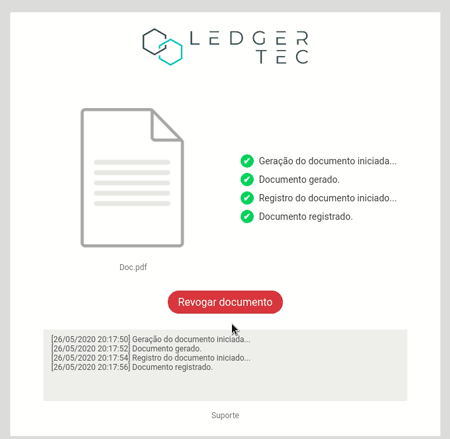 LEDGER
TEC
Geração do documento iniciada...
Documento gerado.
Registro do documento iniciado...
Documento registrado.
Doc.pdf
Revogar documento
[26/05/2020 20:17:50] Geração do documento iniciada...
[26/05/2020 20:17:52] Documento gerado.
[26/05/2020 20:17:54] Registro do documento iniciado...
[26/05/2020 20:17:56] Documento registrado.
Suporte